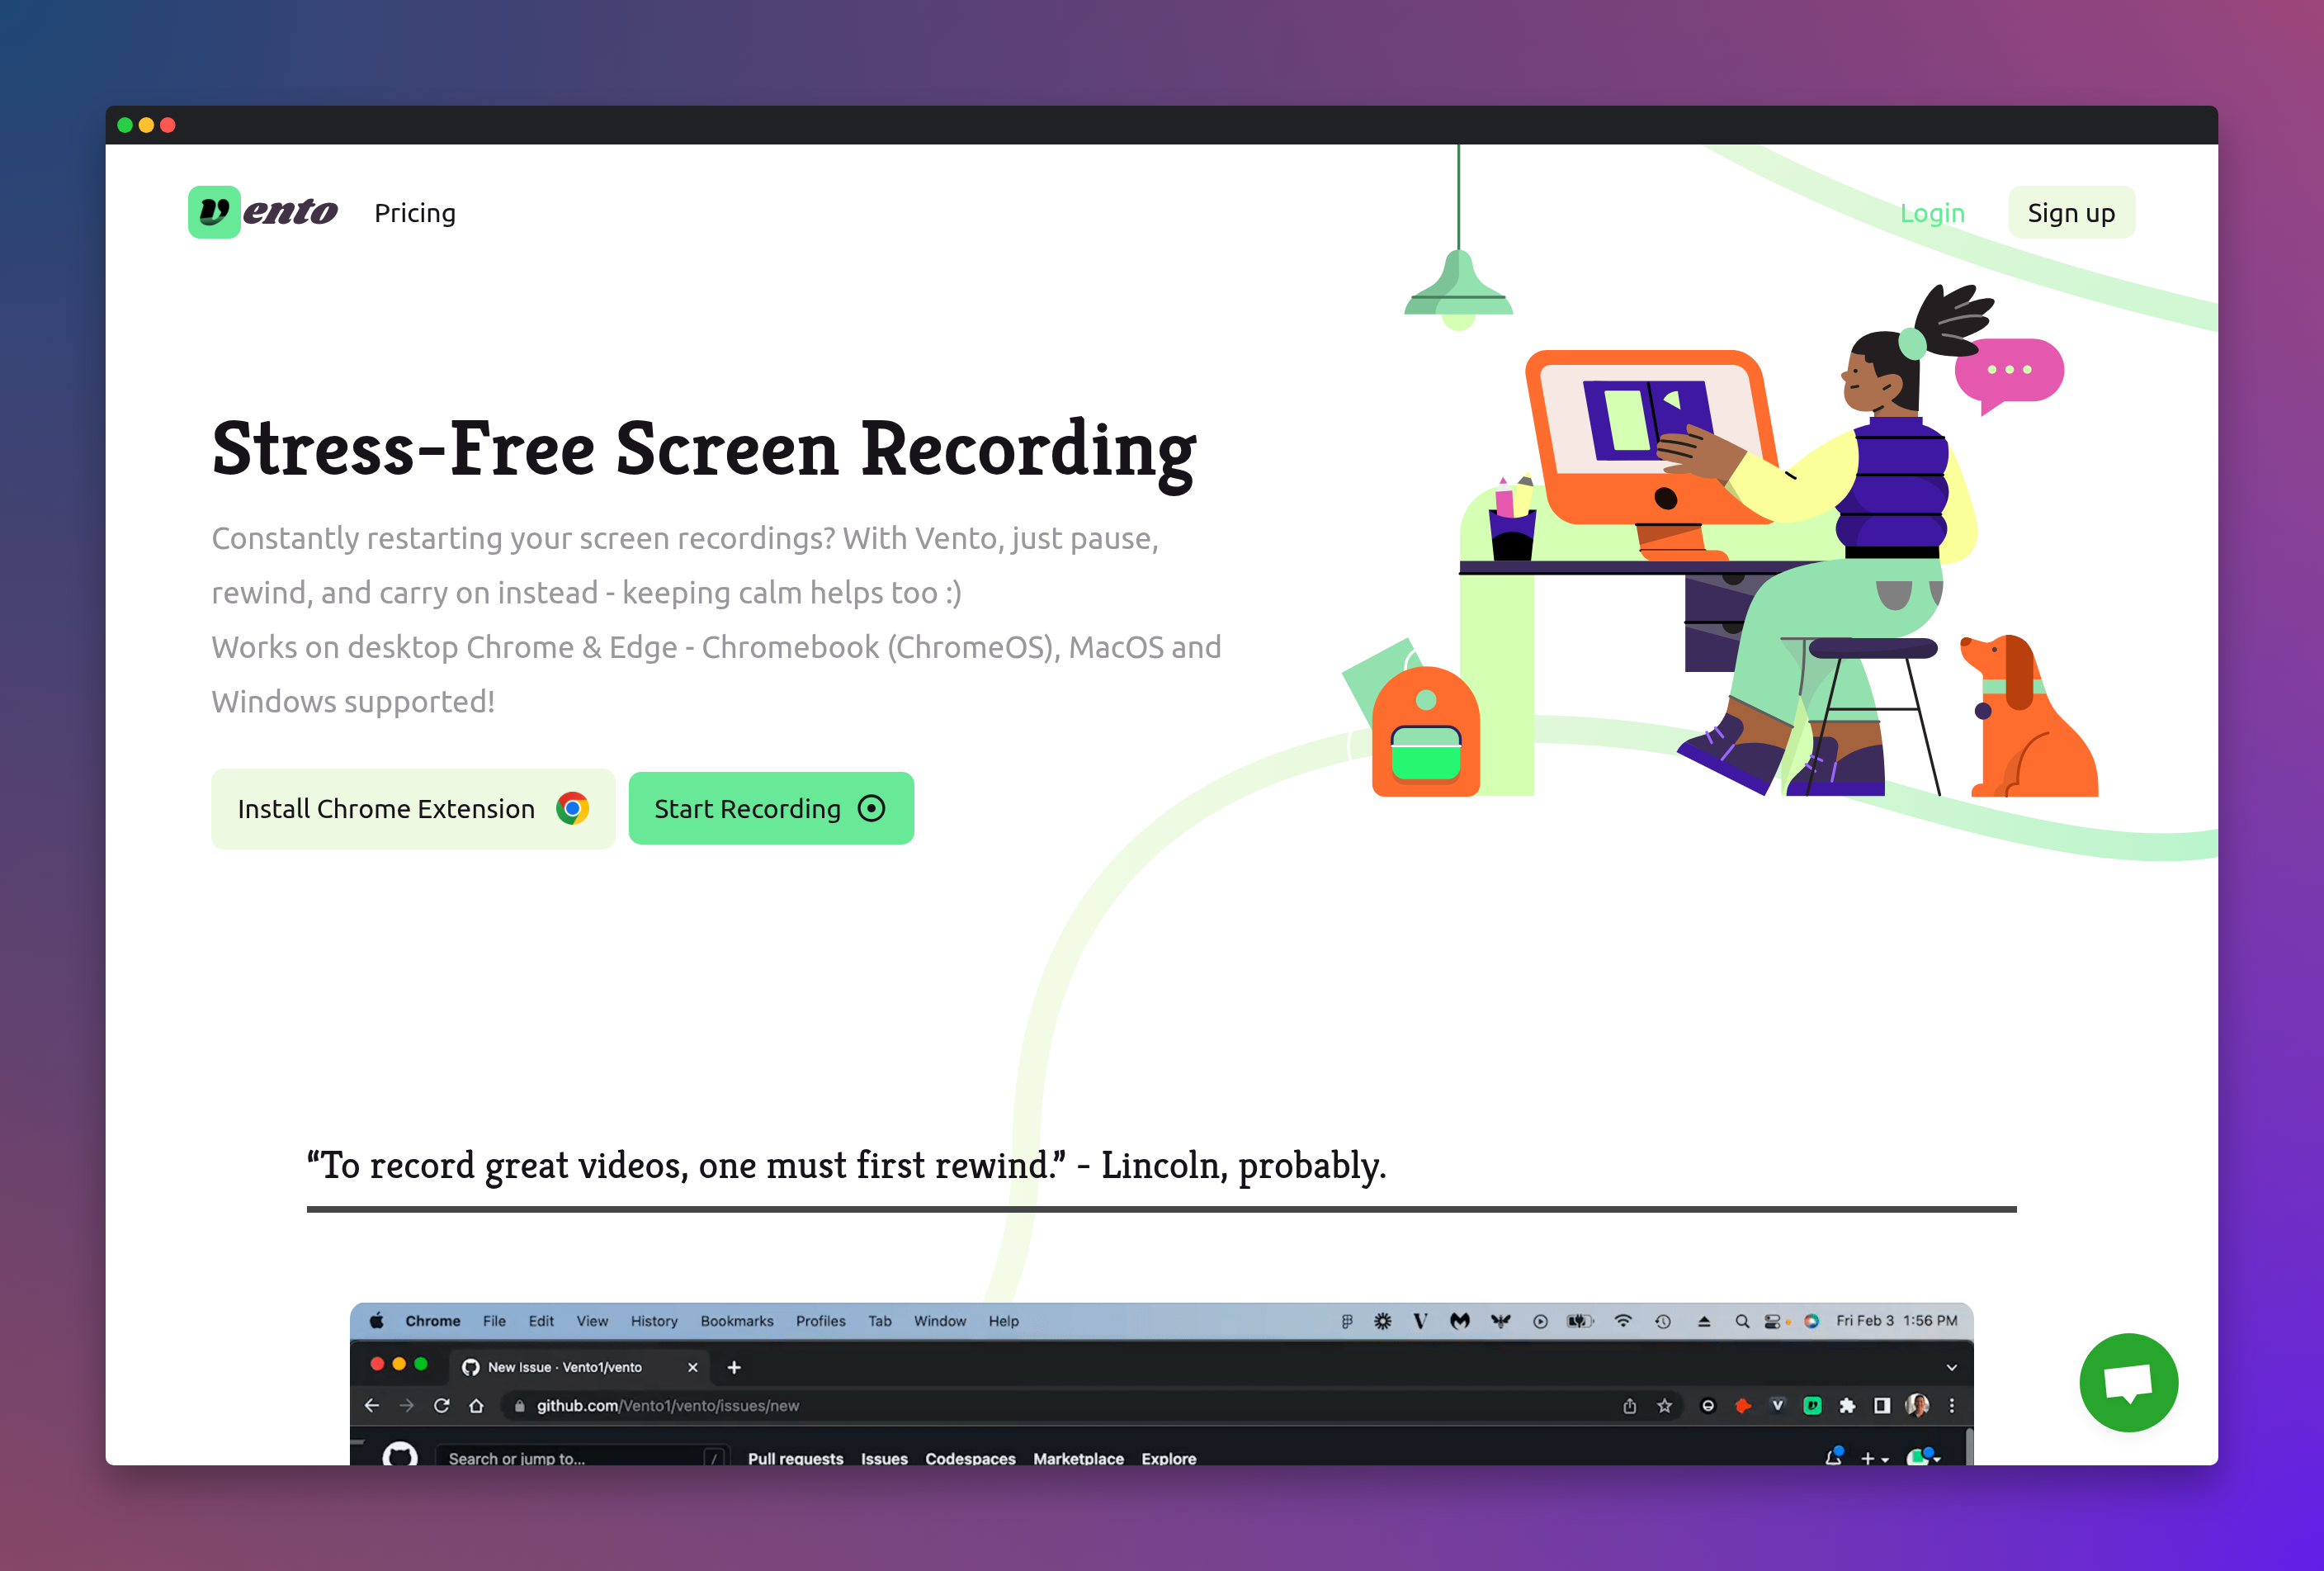 vento
Pricing
Login
Sign up
Stress-Free Screen Recording
Constantly restarting your screen recordings? With Vento, just pause,
rewind, and carry on instead - keeping calm helps too :)
Works on desktop Chrome & Edge - Chromebook (ChromeOS), MacOS and
Windows supported!
Install Chrome Extension
Start Recording
“To record great videos, one must first rewind.” - Lincoln, probably.
Chrome File Edit View History Bookmarks Profiles Tab Window Help
Fri Feb 3 1:56 PM
New Issue · Vento1/vento
github.com/Vento1/vento/issues/new
Search or jump to... /
Pull requests Issues Codespaces Marketplace Explore